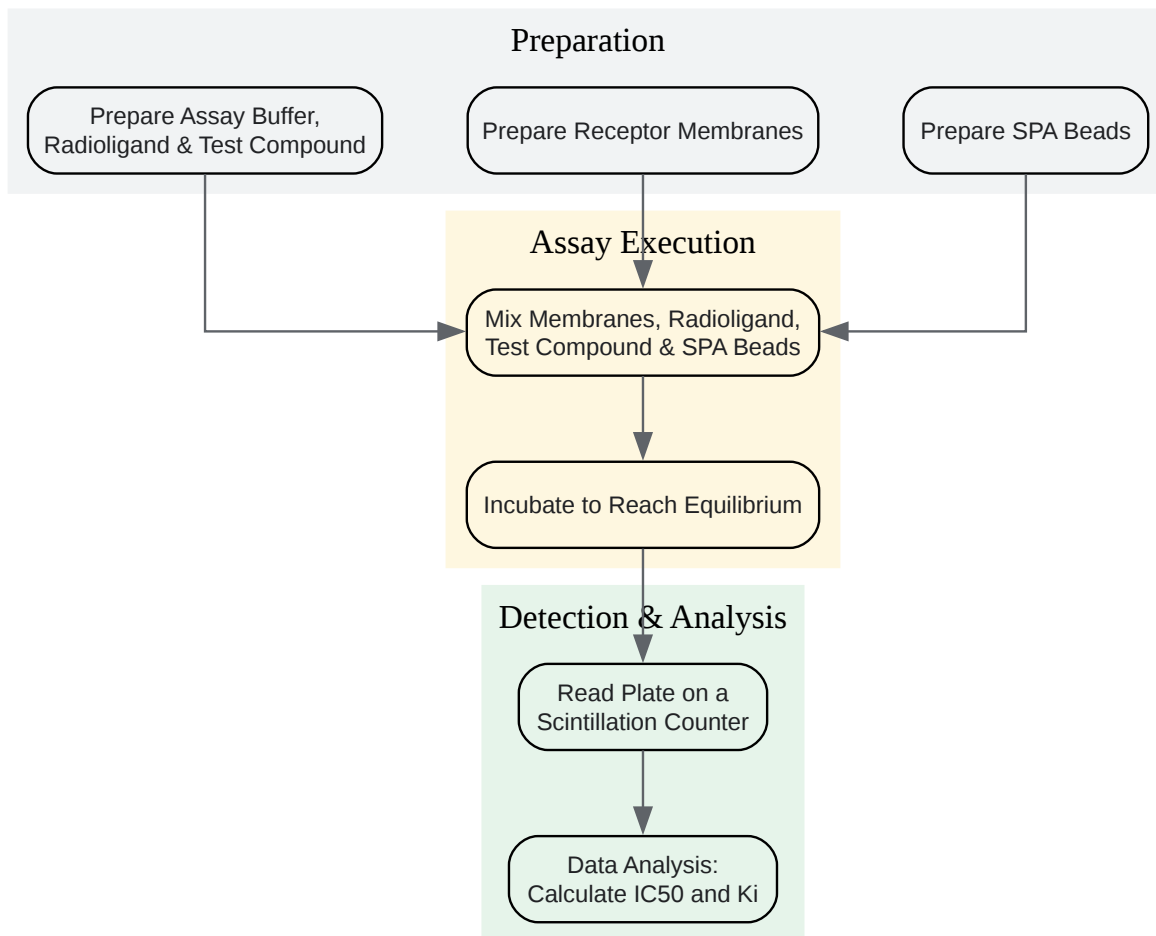 Preparation
Prepare Assay Buffer,
Radioligand & Test Compound
Prepare Receptor Membranes
Prepare SPA Beads
Assay Execution
Mix Membranes, Radioligand,
Test Compound & SPA Beads
Incubate to Reach Equilibrium
Detection & Analysis
Read Plate on a
Scintillation Counter
Data Analysis:
Calculate IC50 and Ki